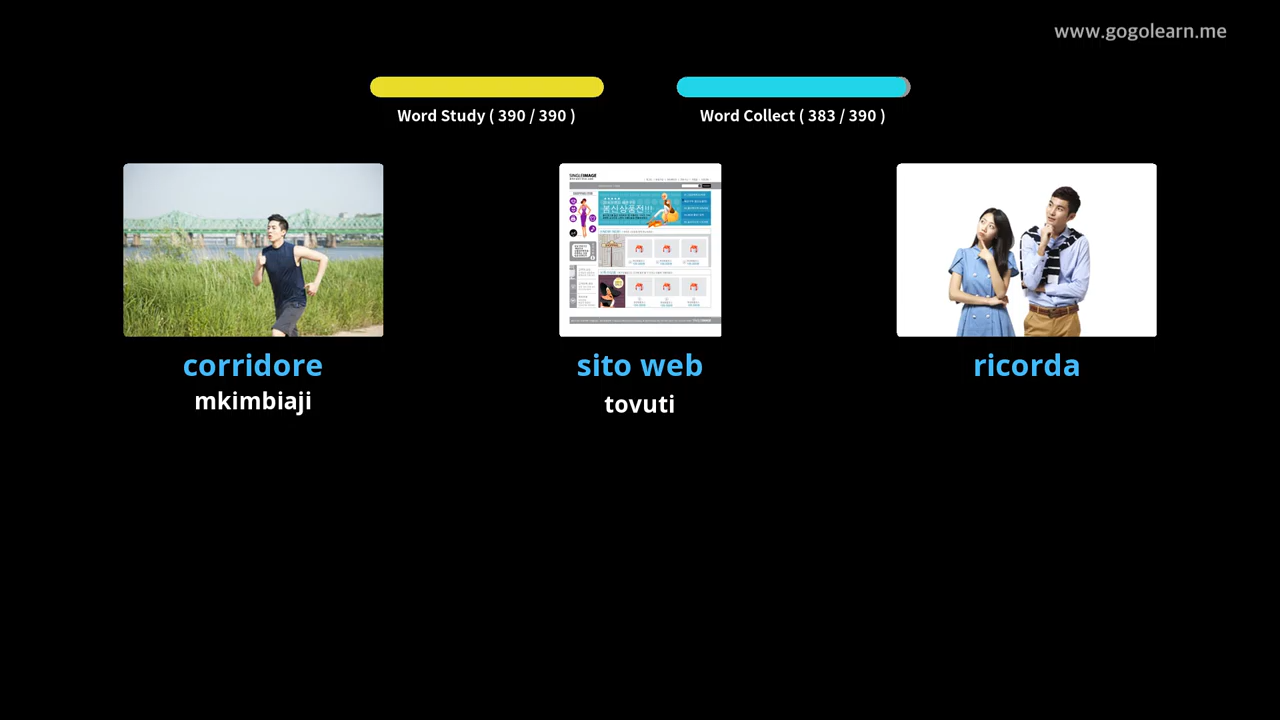 www.gogolearn.me
Word Study ( 390 / 390 )
Word Collect ( 383 / 390 )
corridore
sito web
ricorda
mkimbiaji
tovuti